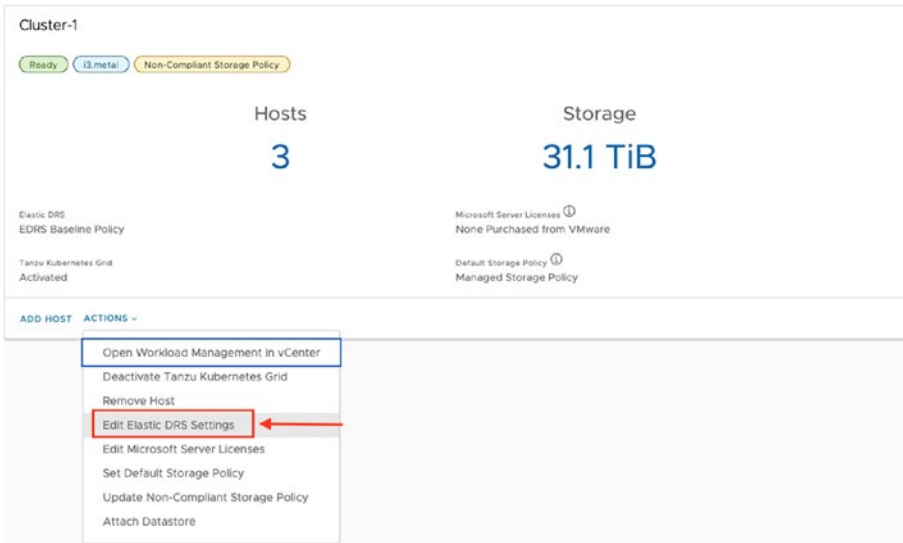 Cluster-1
Ready i3.metal Non-Compliant Storage Policy
Hosts Storage
3 31.1 TiB
Elastic DRS Microsoft Server Licenses
EDRS Baseline Policy None Purchased from VMware
Tanzu Kubernetes Grid Default Storage Policy
Activated Managed Storage Policy
ADD HOST ACTIONS
Open Workload Management in vCenter
Deactivate Tanzu Kubernetes Grid
Remove Host
Edit Elastic DRS Settings
Edit Microsoft Server Licenses
Set Default Storage Policy
Update Non-Compliant Storage Policy
Attach Datastore